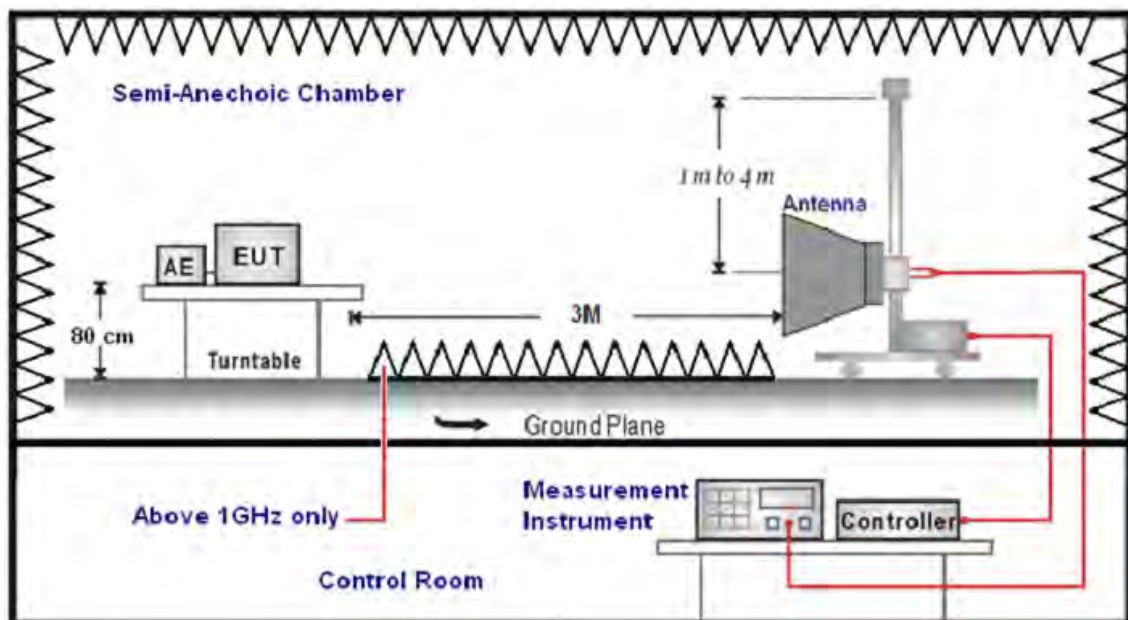 Semi-Anechoic Chamber
1 m to 4 m
Antenna
AE
EUT
80 cm
3M
Turntable
Ground Plane
Above 1GHz only
Measurement
Instrument
Controller
Control Room